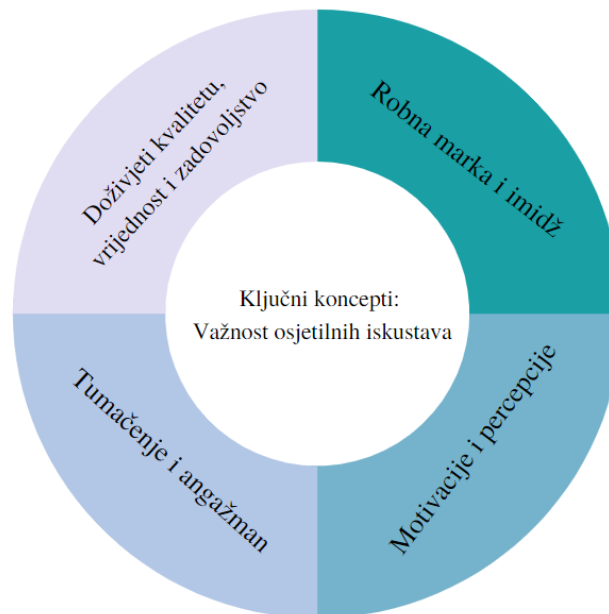 Doživjeti kvalitetu,
vrijednost i zadovoljstvo
Robna marka i imidž
Ključni koncepti:
Važnost osjetilnih iskustava
Tumačenje i angažman
Motivacije i percepcije